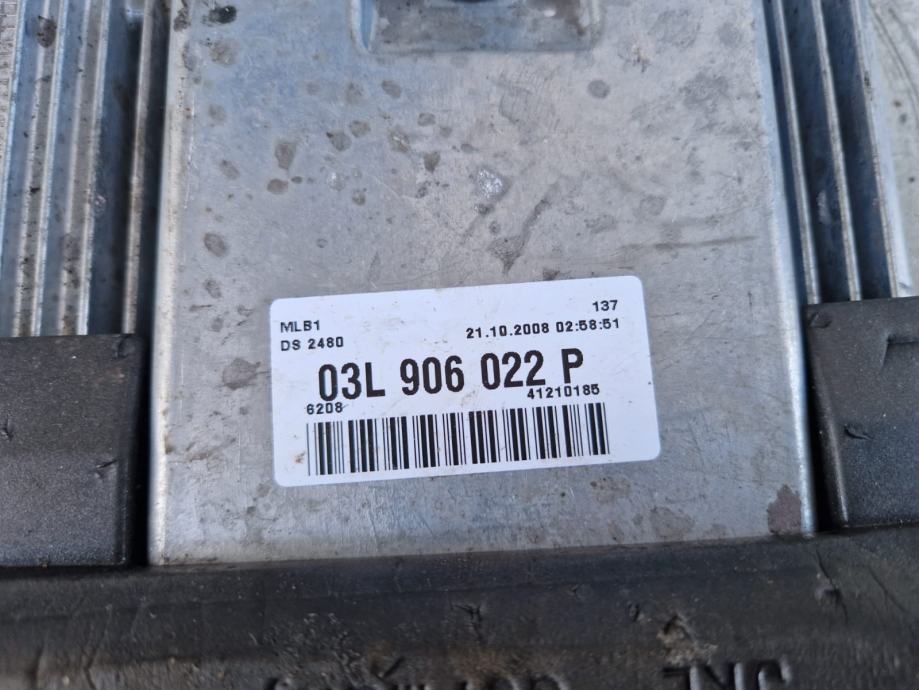 MLB1 137
DS 2480 21.10.2008 02:58:51
03L 906 022 P
6208 41210185